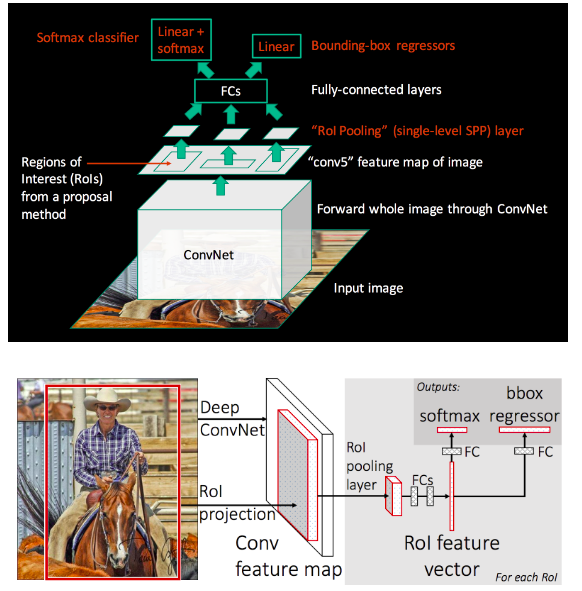 Softmax classifier
Linear +
softmax
Linear
Bounding-box regressors
FCs
Fully-connected layers
"RoI Pooling" (single-level SPP) layer
Regions of
Interest (RoIs)
from a proposal
method
"conv5" feature map of image
Forward whole image through ConvNet
ConvNet
Input image
Deep
ConvNet
RoI
projection
Conv
feature map
RoI
pooling
layer
FCs
Outputs:
softmax
bbox
regressor
FC
FC
RoI feature
vector
For each RoI